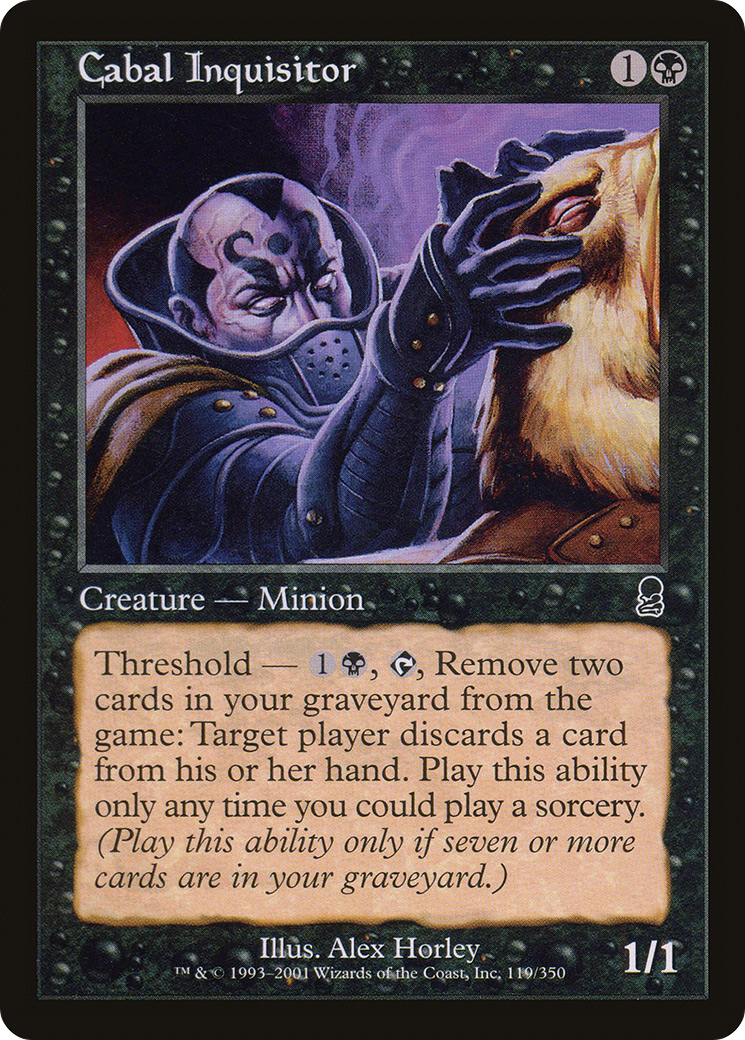 Cabal Inquisitor 1
Creature — Minion
Threshold — 1 , , Remove two
cards in your graveyard from the
game: Target player discards a card
from his or her hand. Play this ability
only any time you could play a sorcery.
(Play this ability only if seven or more
cards are in your graveyard.)
Illus. Alex Horley
™ & © 1993–2001 Wizards of the Coast, Inc. 119/350
1/1